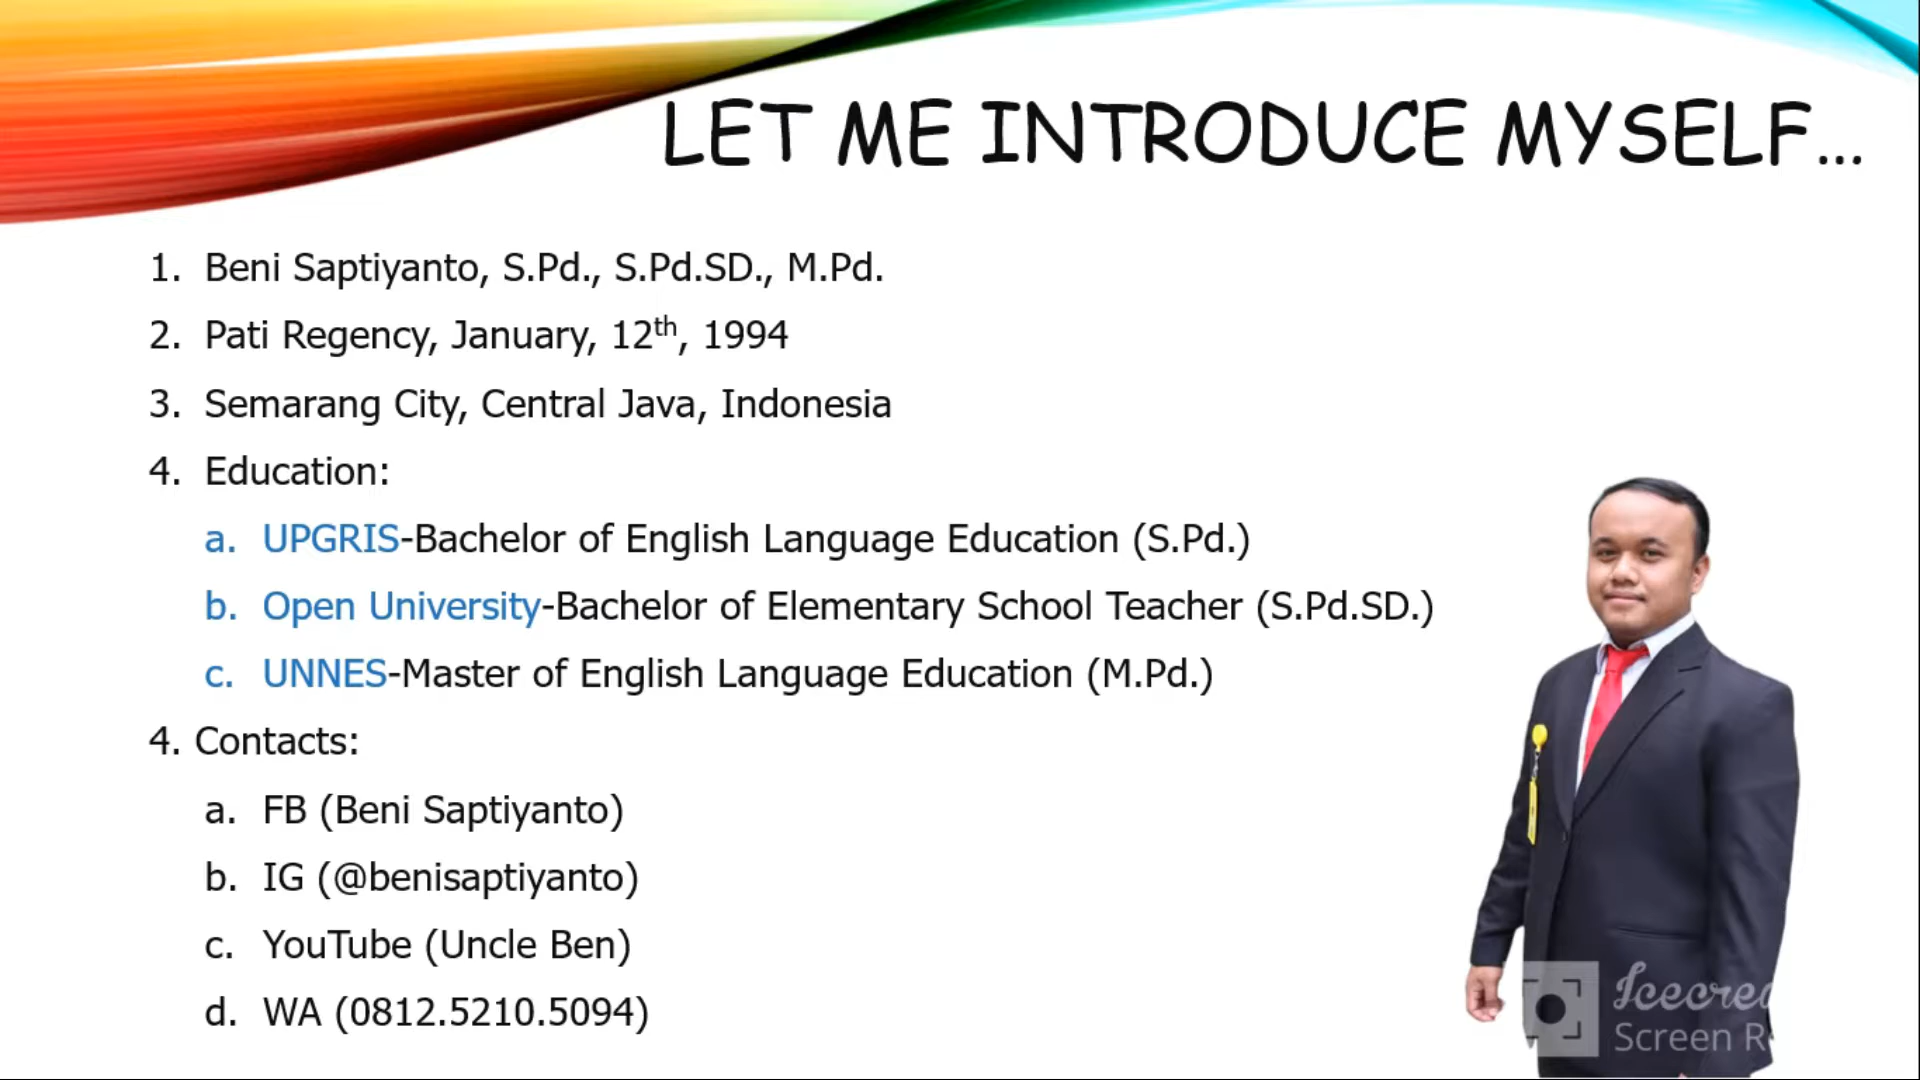 LET ME INTRODUCE MYSELF...
1. Beni Saptiyanto, S.Pd., S.Pd.SD., M.Pd.
2. Pati Regency, January, 12th, 1994
3. Semarang City, Central Java, Indonesia
4. Education:
a. UPGRIS-Bachelor of English Language Education (S.Pd.)
b. Open University-Bachelor of Elementary School Teacher (S.Pd.SD.)
c. UNNES-Master of English Language Education (M.Pd.)
4. Contacts:
a. FB (Beni Saptiyanto)
b. IG (@benisaptiyanto)
c. YouTube (Uncle Ben)
d. WA (0812.5210.5094)
Icecrea
Screen R